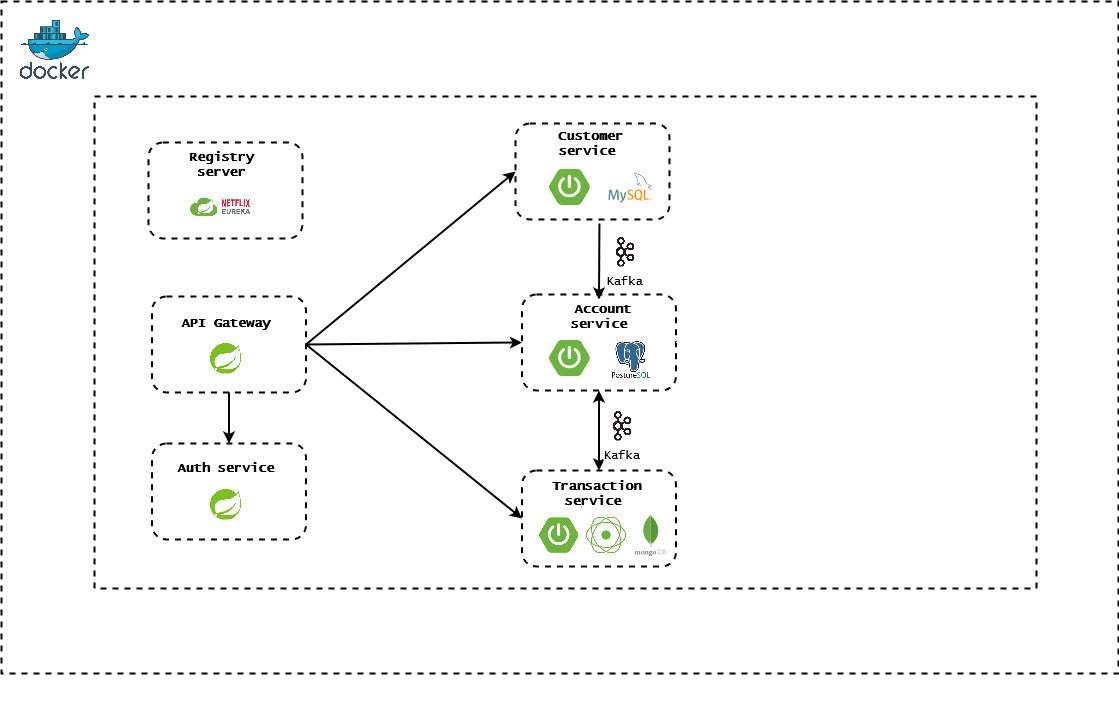 docker
Customer
service
MySQL
Registry
server
NETFLIX
EUREKA
Kafka
API Gateway
Account
service
PostgreSQL
Kafka
Auth service
Transaction
service
mongoDB